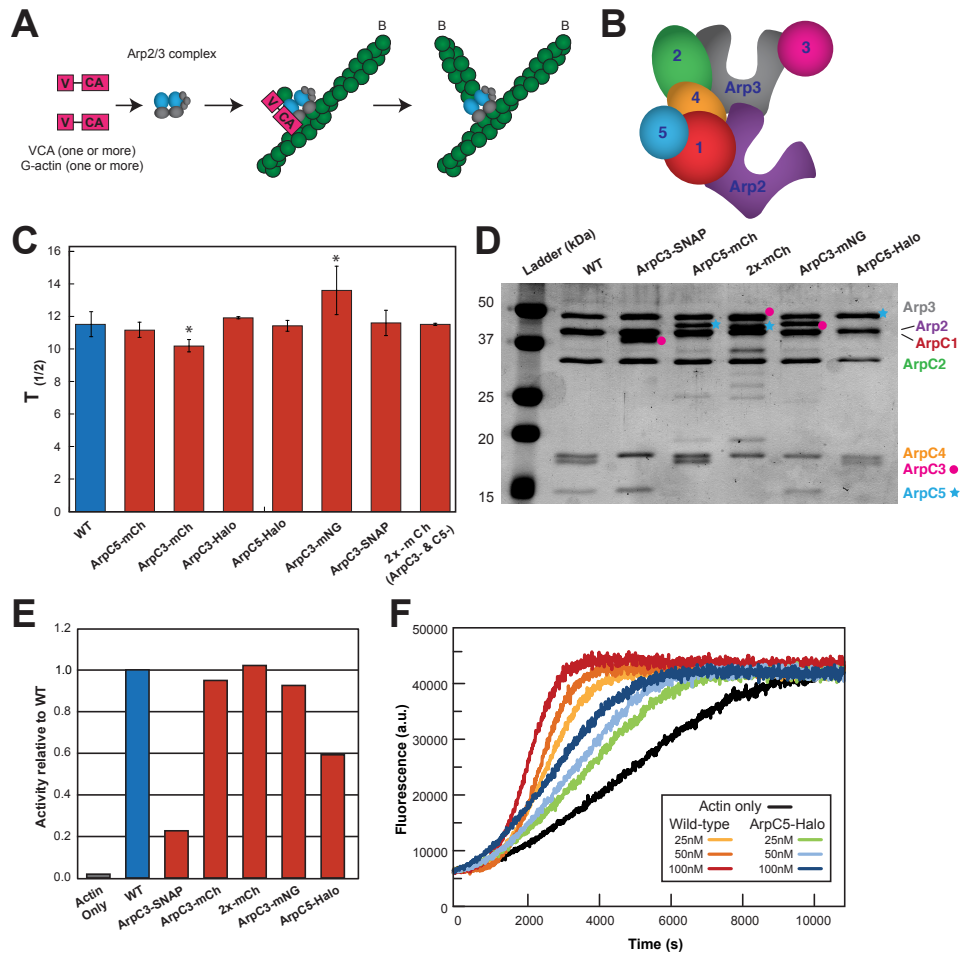 A
Arp2/3 complex
V
CA
V
CA
VCA (one or more)
G-actin (one or more)
V
CA
B
B
B
2
3
Arp3
4
5
1
Arp2
C
T (1/2)
16
14
12
10
8
6
4
2
0
WT
ArpC5-mCh
ArpC3-mCh
ArpC3-Halo
ArpC5-Halo
ArpC3-mNG
ArpC3-SNAP
2x-mCh
(ArpC3- & C5-)
*
*
D
Ladder (kDa)
WT
ArpC3-SNAP
ArpC5-mCh
2x-mCh
ArpC3-mNG
ArpC5-Halo
50
37
25
20
15
Arp3
Arp2
ArpC1
ArpC2
ArpC4
ArpC3
ArpC5
E
Activity relative to WT
1.2
1.0
0.8
0.6
0.4
0.2
0.0
Actin
Only
WT
ArpC3-SNAP
ArpC3-mCh
2x-mCh
ArpC3-mNG
ArpC5-Halo
F
Fluorescence (a.u.)
50000
40000
30000
20000
10000
0
0
2000
4000
6000
8000
10000
Time (s)
Actin only
Wild-type ArpC5-Halo
25nM 25nM
50nM 50nM
100nM 100nM